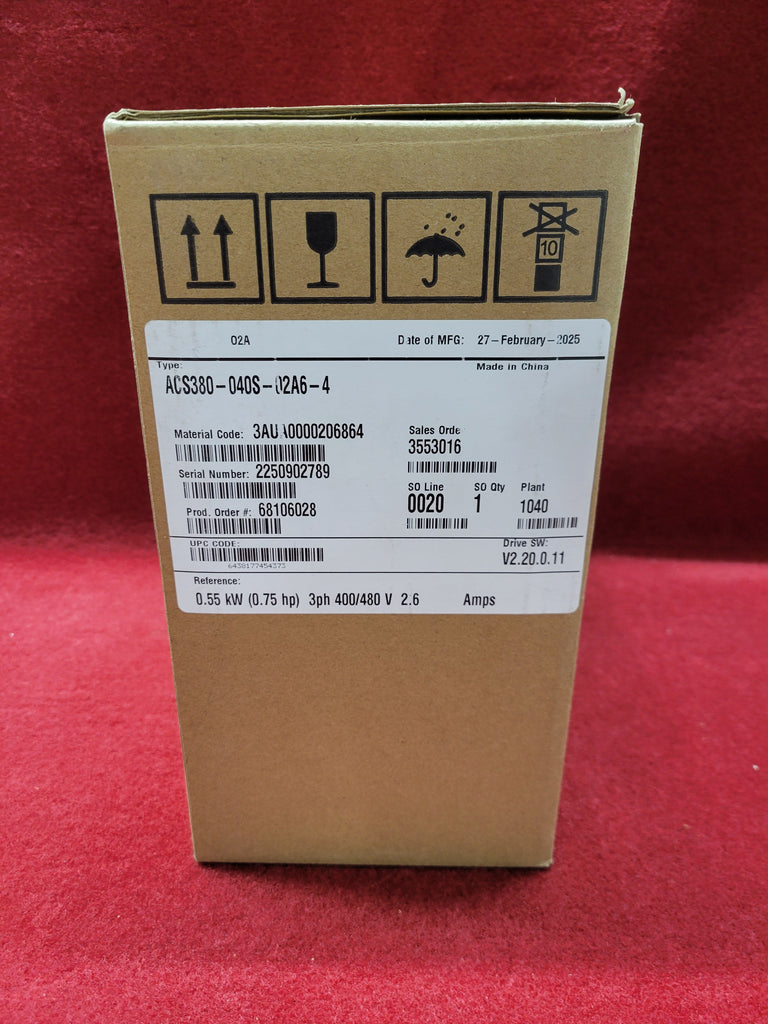 10
02A
Date of MFG: 27-February-2025
Type:
Made in China
ACS380-040S-02A6-4
Material Code: 3AUA0000206864
Sales Orde
3553016
Serial Number: 2250902789
SO Line SO Qty Plant
0020 1 1040
Prod. Order #: 68106028
UPC CODE:
Drive SW:
6438177454373
V2.20.0.11
Reference:
0.55 kW (0.75 hp) 3ph 400/480 V 2.6 Amps